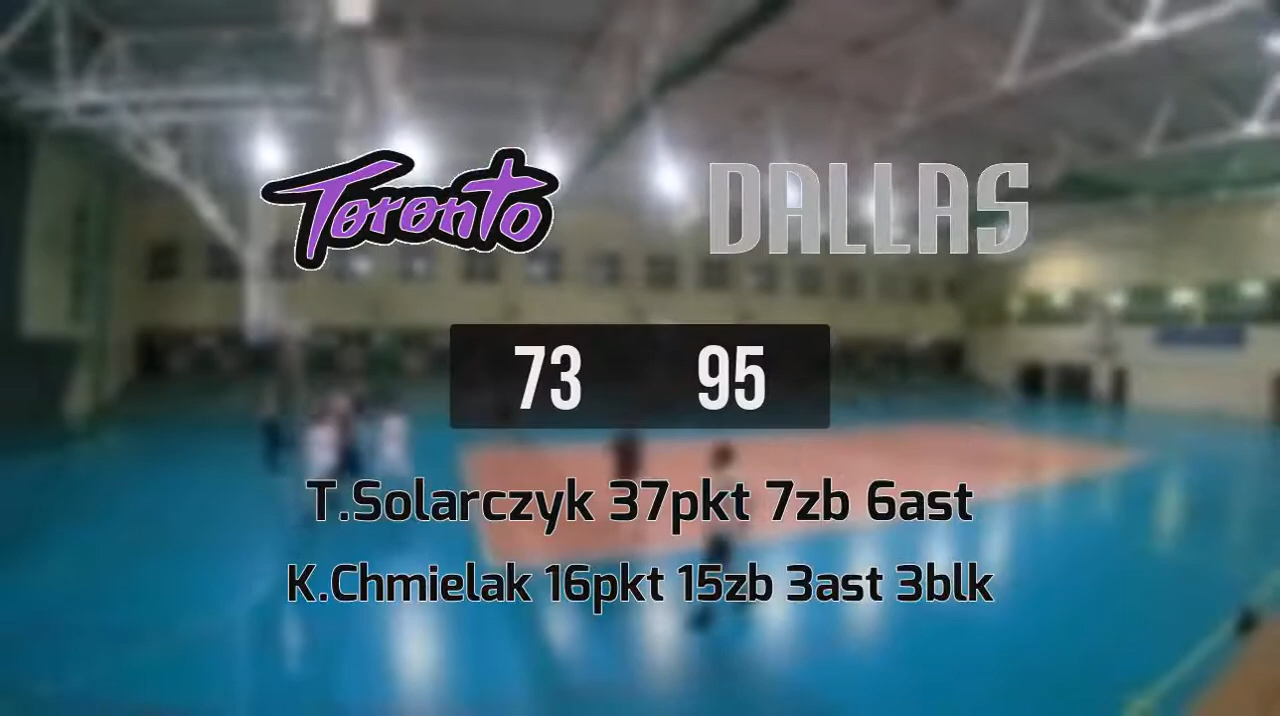 Toronto DALLAS
73 95
T.Solarczyk 37pkt 7zb 6ast
K.Chmielak 16pkt 15zb 3ast 3blk